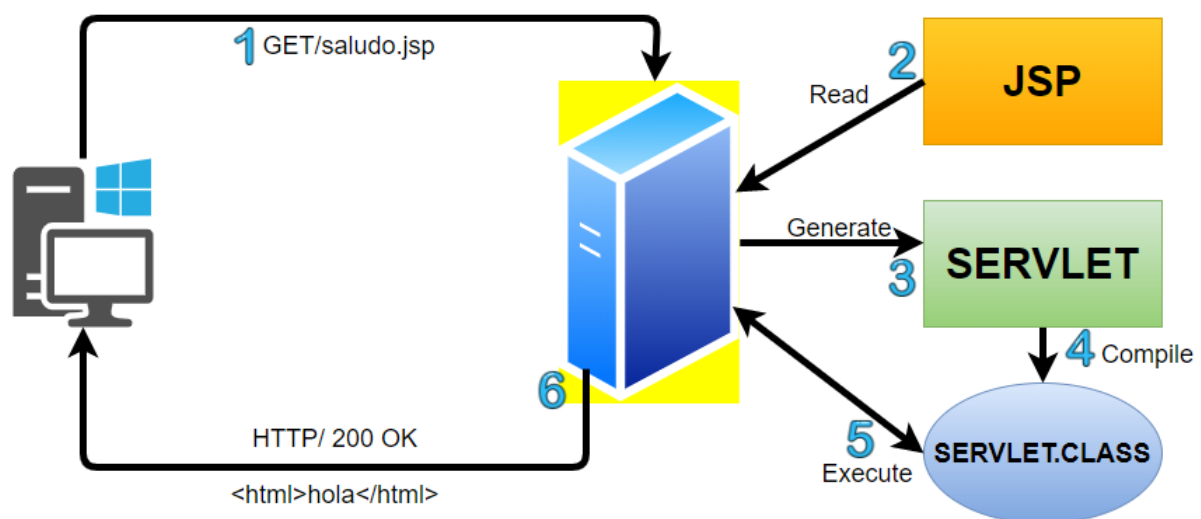 1 GET/saludo.jsp
2 JSP
Read
Generate
3 SERVLET
4 Compile
5 SERVLET.CLASS
Execute
6
HTTP/ 200 OK
<html>hola</html>